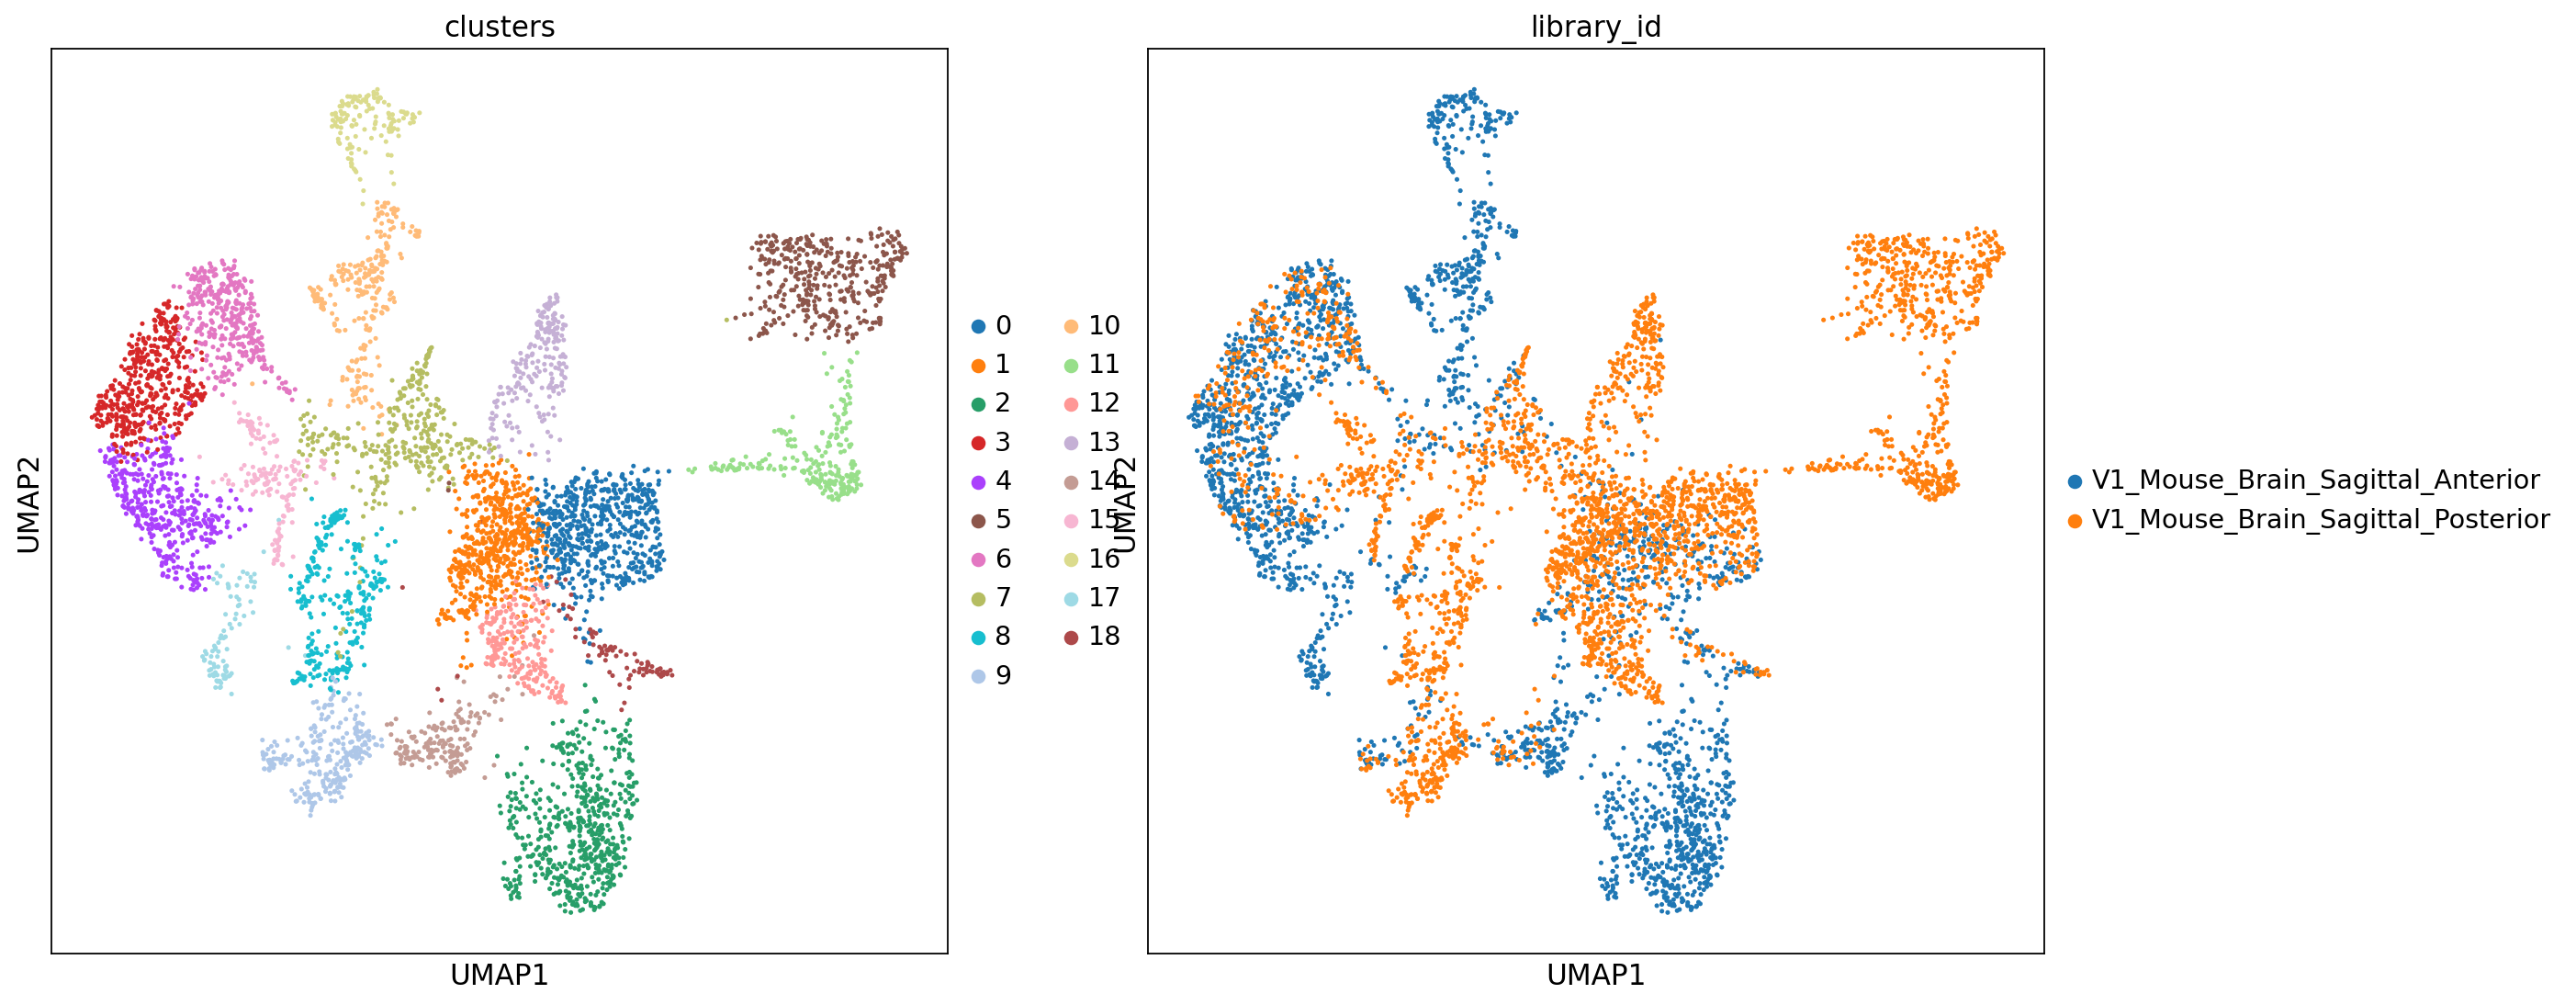 clusters
UMAP2
UMAP1
0
1
2
3
4
5
6
7
8
9
10
11
12
13
14
15
16
17
18
library_id
UMAP2
UMAP1
V1_Mouse_Brain_Sagittal_Anterior
V1_Mouse_Brain_Sagittal_Posterior